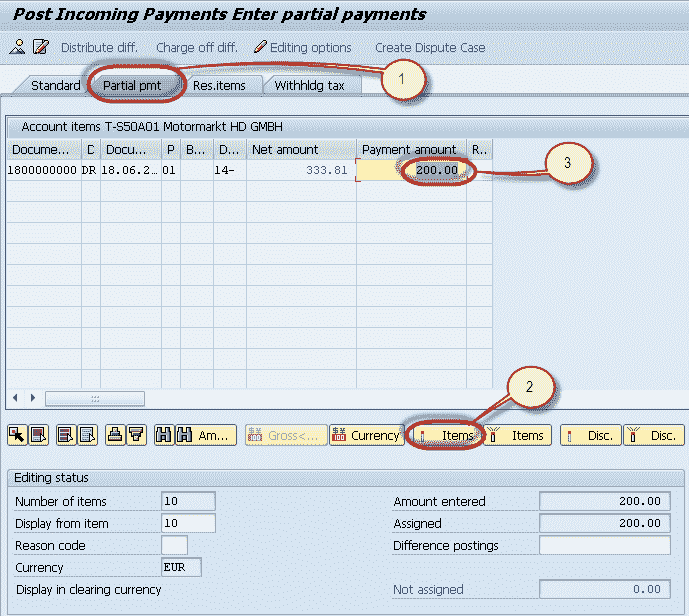 Post Incoming Payments Enter partial payments
Distribute diff. Charge off diff. Editing options Create Dispute Case
Standard Partial pmt Res.items Withhldg tax 1
Account items T-S50A01 Motormarkt HD GMBH
Docume... D Docu... P B... D... Net amount Payment amount R..
1800000000 DR 18.06.2... 01 14- 333.81 200.00 3
2
Am... Gross<... Currency Items Items Disc. Disc.
Editing status
Number of items 10 Amount entered 200.00
Display from item 10 Assigned 200.00
Reason code Difference postings
Currency EUR
Display in clearing currency Not assigned 0.00